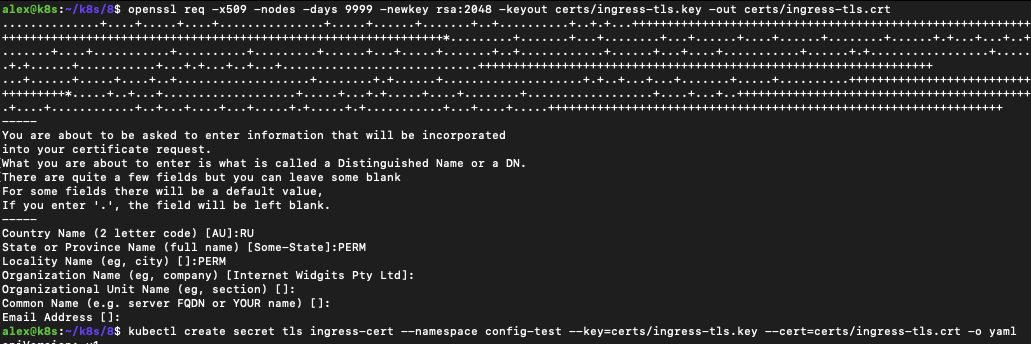 alex@k8s:~/k8s/8$ openssl req -x509 -nodes -days 9999 -newkey rsa:2048 -keyout certs/ingress-tls.key -out certs/ingress-tls.crt
-----
You are about to be asked to enter information that will be incorporated
into your certificate request.
What you are about to enter is what is called a Distinguished Name or a DN.
There are quite a few fields but you can leave some blank
For some fields there will be a default value,
If you enter '.', the field will be left blank.
-----
Country Name (2 letter code) [AU]:RU
State or Province Name (full name) [Some-State]:PERM
Locality Name (eg, city) []:PERM
Organization Name (eg, company) [Internet Widgits Pty Ltd]:
Organizational Unit Name (eg, section) []:
Common Name (e.g. server FQDN or YOUR name) []:
Email Address []:
alex@k8s:~/k8s/8$ kubectl create secret tls ingress-cert --namespace config-test --key=certs/ingress-tls.key --cert=certs/ingress-tls.crt -o yaml